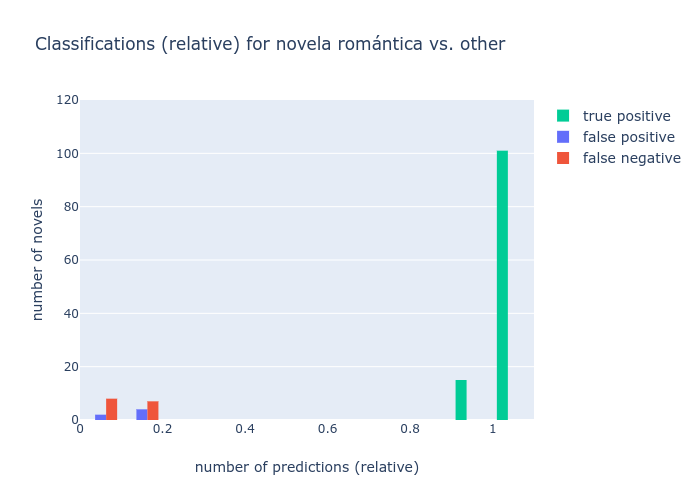 Classifications (relative) for novela romántica vs. other
120
100
80
60
40
20
0
0
0.2
0.4
0.6
0.8
1
number of novels
number of predictions (relative)
true positive
false positive
false negative